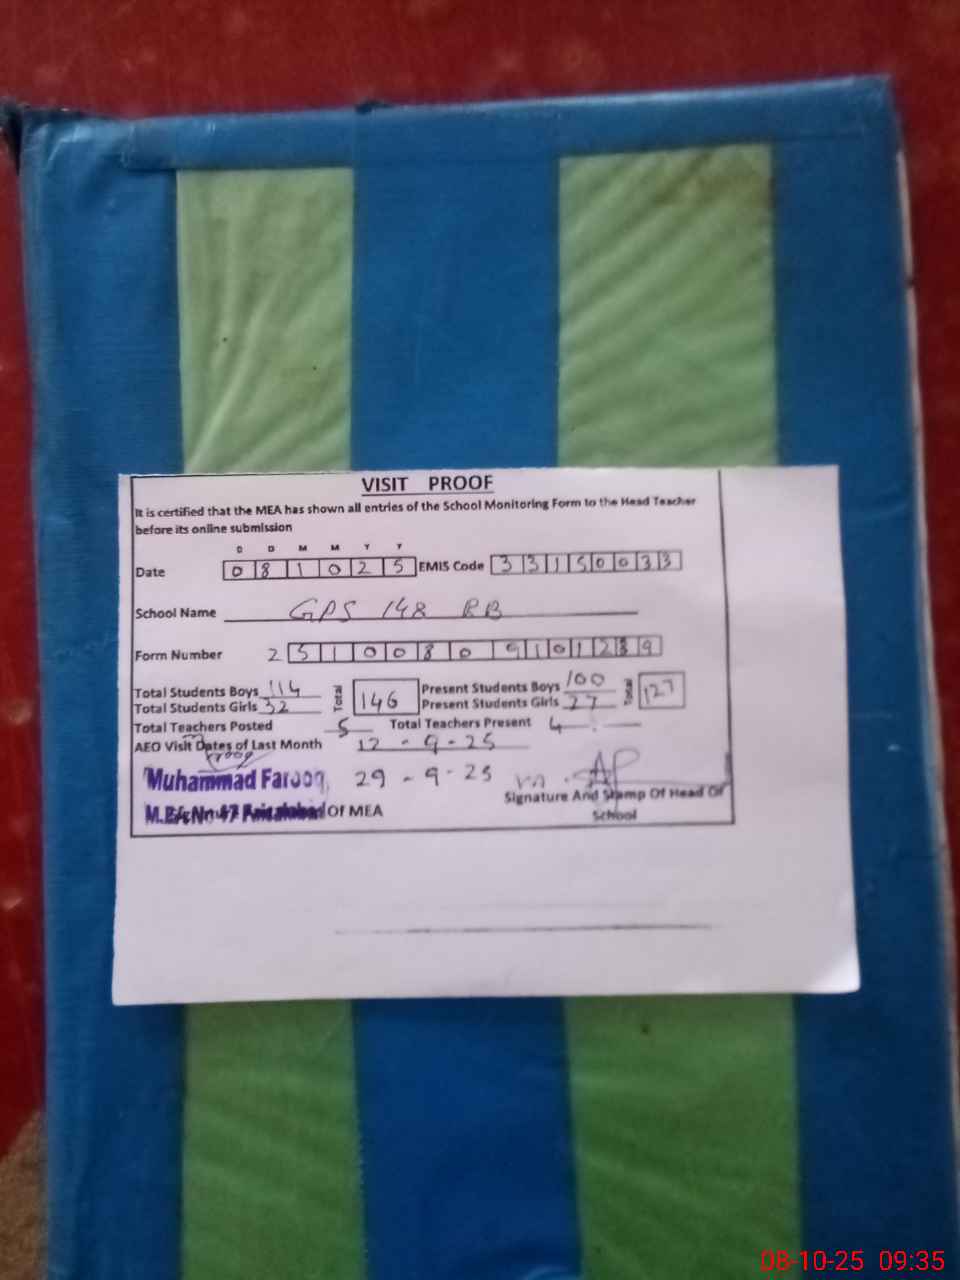 VISIT PROOF
It is certified that the MEA has shown all entries of the School Monitoring Form to the Head Teacher
before its online submission
D D M M Y Y
Date 0 8 1 0 2 5 EMIS Code 3 3 1 5 0 0 3 3
School Name GPS 148 RB
Form Number 2 5 1 0 0 8 0 9 1 0 1 2 8 9
Total Students Boys 114 Total 146 Present Students Boys 100 Total 127
Total Students Girls 32 Present Students Girls 27
Total Teachers Posted 5 Total Teachers Present 4
AEO Visit Dates of Last Month 12 - 9 - 25
Muhammad Farooq 29 - 9 - 25
Signature And Stamp Of Head Of
M.E.A No 47 Faisalabad Of MEA
School
08-10-25 09:35